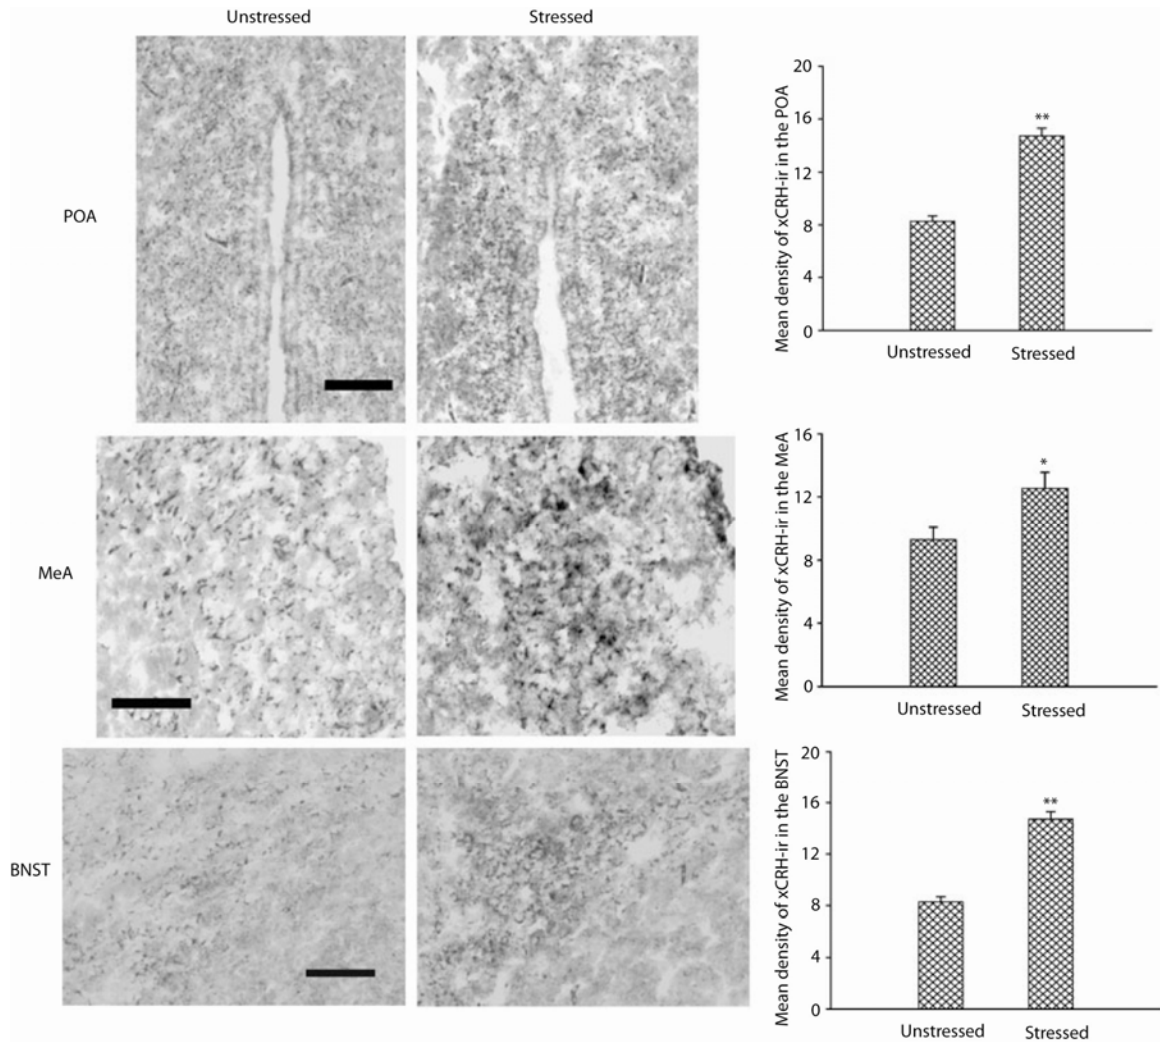 Unstressed
Stressed
POA
MeA
BNST
Mean density of xCRH-ir in the POA
20
16
12
8
4
0
**
Unstressed
Stressed
Mean density of xCRH-ir in the MeA
16
12
8
4
0
*
Unstressed
Stressed
Mean density of xCRH-ir in the BNST
20
16
12
8
4
0
**
Unstressed
Stressed